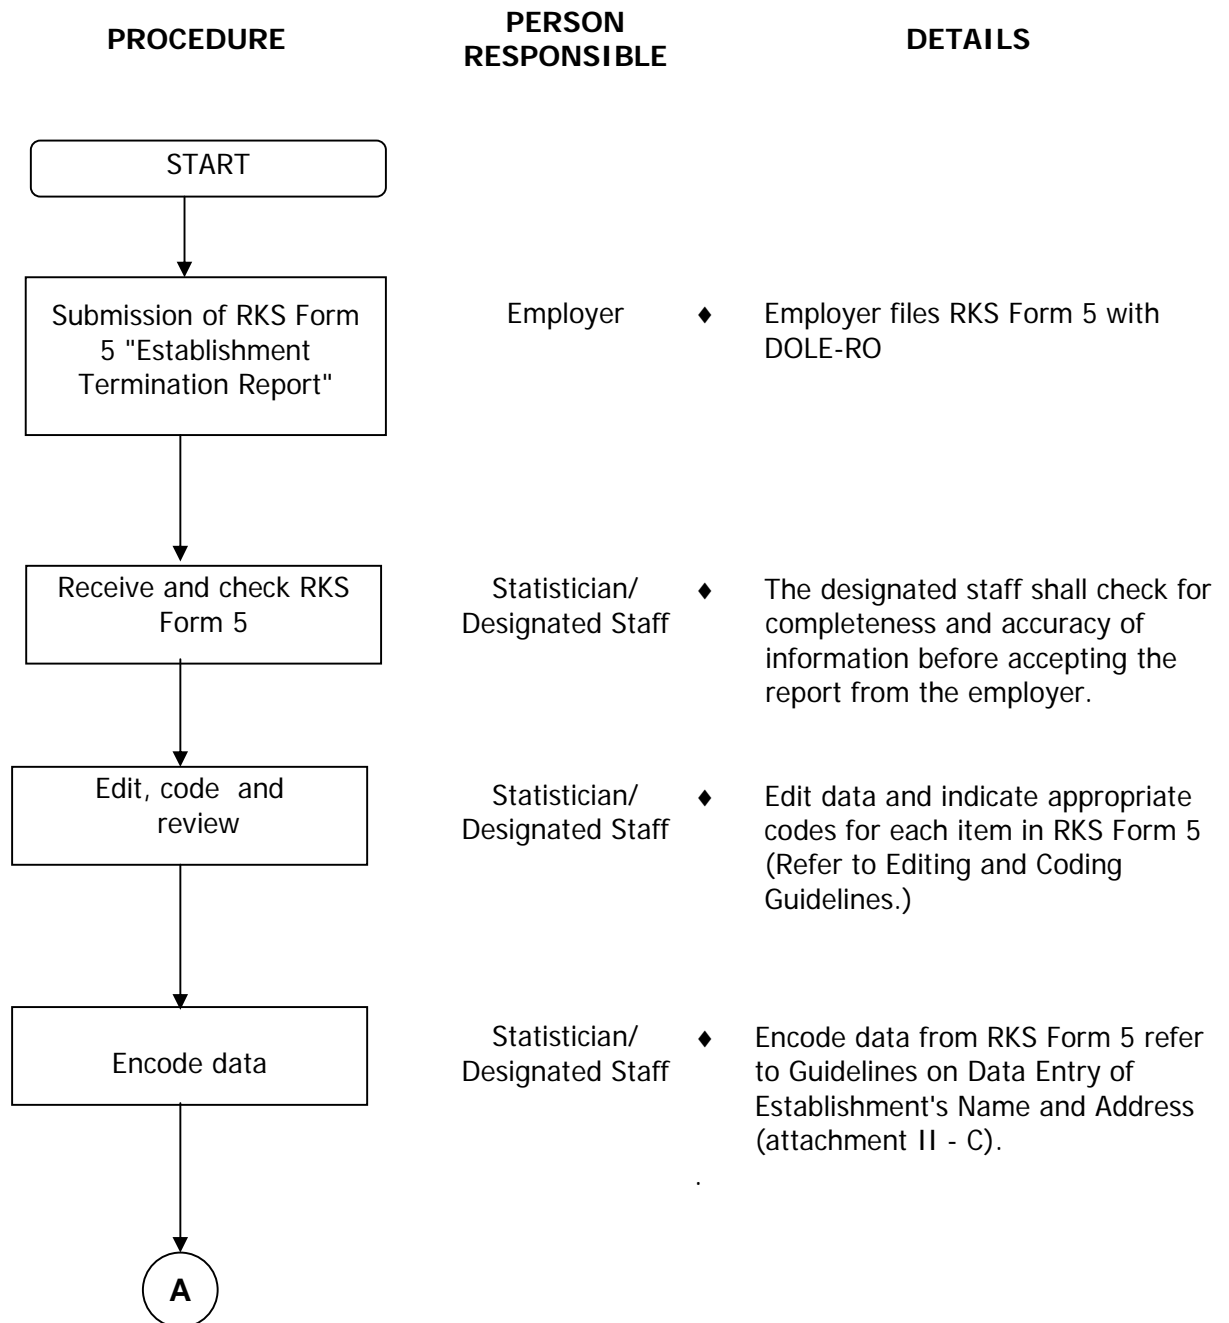 PROCEDURE
PERSON
RESPONSIBLE
DETAILS
START
Submission of RKS Form
5 "Establishment
Termination Report"
Employer
♦ Employer files RKS Form 5 with
DOLE-RO
Receive and check RKS
Form 5
Statistician/
Designated Staff
♦ The designated staff shall check for
completeness and accuracy of
information before accepting the
report from the employer.
Edit, code and
review
Statistician/
Designated Staff
♦ Edit data and indicate appropriate
codes for each item in RKS Form 5
(Refer to Editing and Coding
Guidelines.)
Encode data
Statistician/
Designated Staff
♦ Encode data from RKS Form 5 refer
to Guidelines on Data Entry of
Establishment's Name and Address
(attachment II - C).
.
A